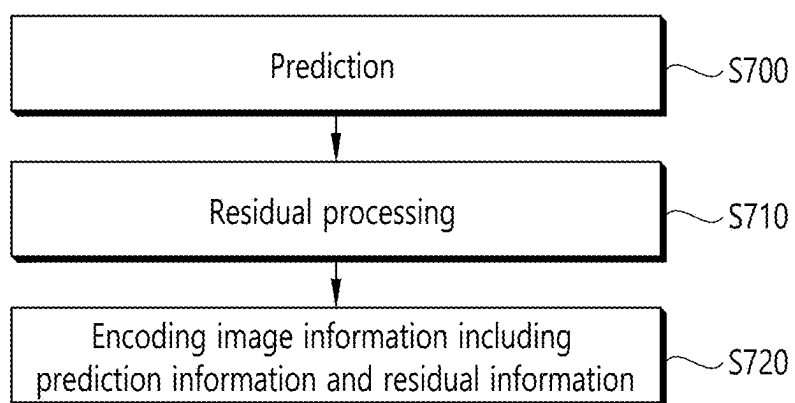 Prediction
S700
Residual processing
S710
Encoding image information including
prediction information and residual information
S720